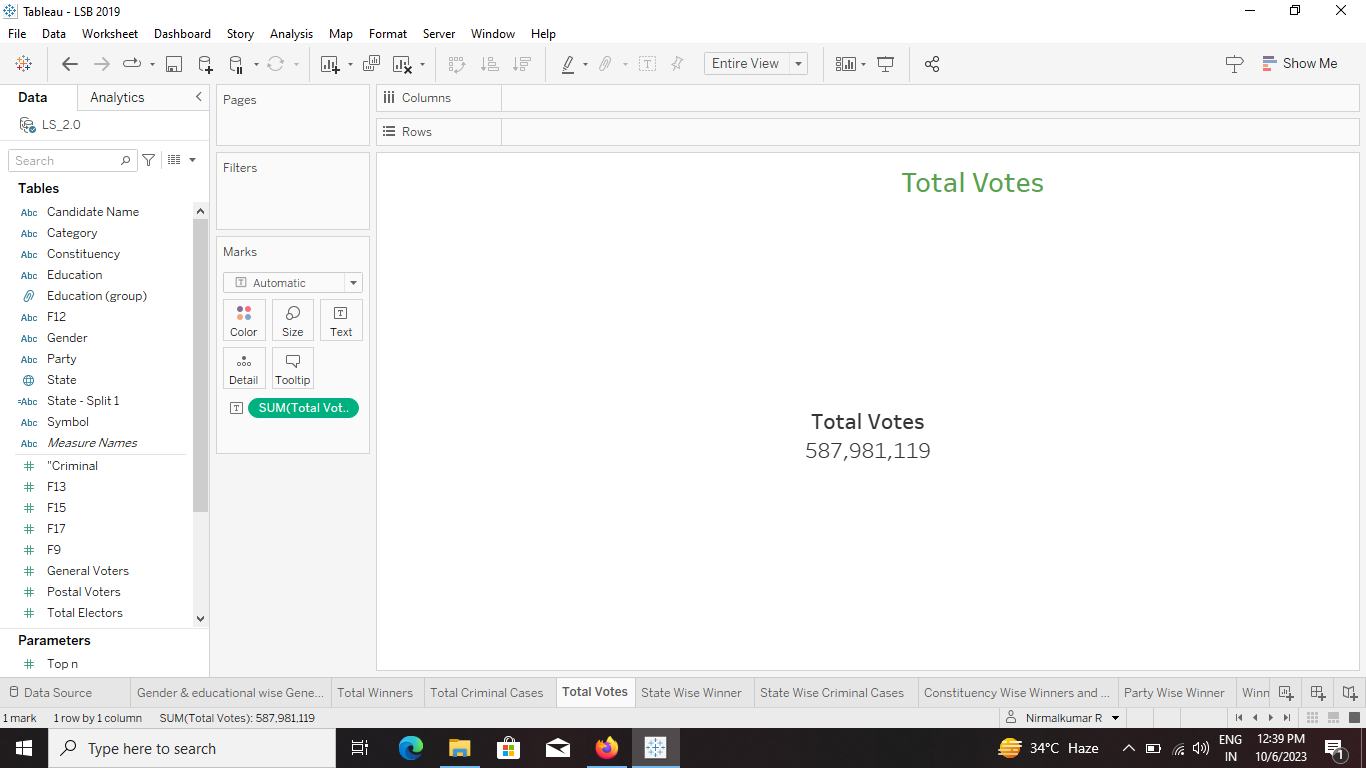 Tableau - LSB 2019
File Data Worksheet Dashboard Story Analysis Map Format Server Window Help
Entire View
Show Me
Data Analytics
LS_2.0
Search
Tables
Abc Candidate Name
Abc Category
Abc Constituency
Abc Education
Education (group)
Abc F12
Abc Gender
Abc Party
State
=Abc State - Split 1
Abc Symbol
Abc Measure Names
# "Criminal
# F13
# F15
# F17
# F9
# General Voters
# Postal Voters
# Total Electors
Parameters
# Top n
Pages
Filters
Marks
T Automatic
Color Size T Text
Detail Tooltip
T SUM(Total Vot..
Columns
Rows
Total Votes
Total Votes
587,981,119
Data Source Gender & educational wise Gene... Total Winners Total Criminal Cases Total Votes State Wise Winner State Wise Criminal Cases Constituency Wise Winners and ... Party Wise Winner Winn
1 mark 1 row by 1 column SUM(Total Votes): 587,981,119
Nirmalkumar R
Type here to search
34°C Haze
ENG
IN
12:39 PM
10/6/2023
1